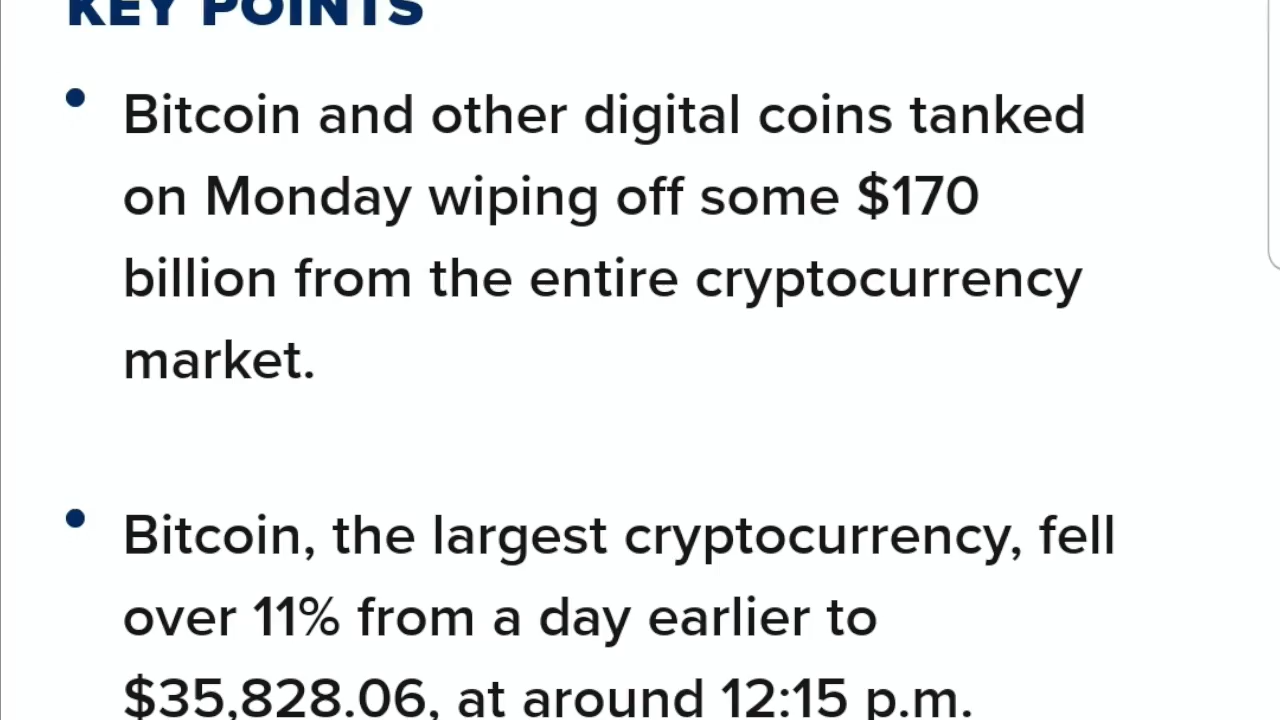 KEY POINTS
Bitcoin and other digital coins tanked
on Monday wiping off some $170
billion from the entire cryptocurrency
market.
Bitcoin, the largest cryptocurrency, fell
over 11% from a day earlier to
$35,828.06, at around 12:15 p.m.